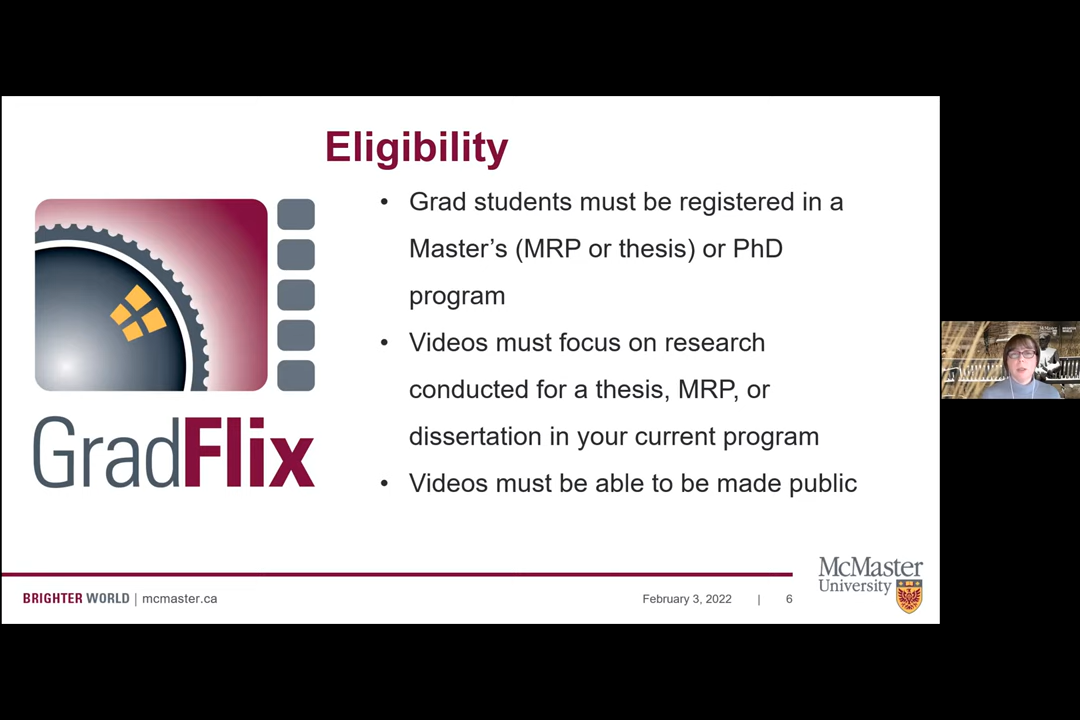 Eligibility
• Grad students must be registered in a
Master’s (MRP or thesis) or PhD
program
• Videos must focus on research
conducted for a thesis, MRP, or
dissertation in your current program
• Videos must be able to be made public
GradFlix
BRIGHTER WORLD | mcmaster.ca
February 3, 2022 | 6
McMaster
University
McMaster